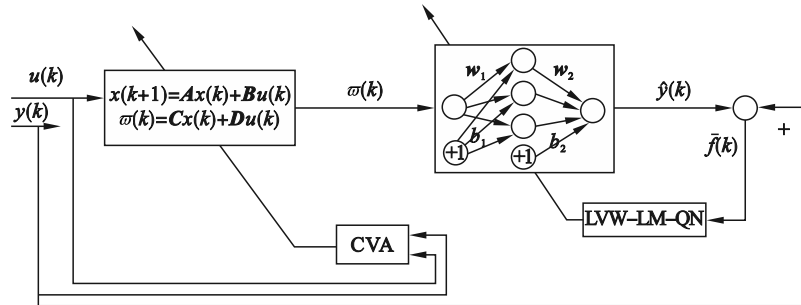 u(k)
y(k)
x(k+1)=Ax(k)+Bu(k)
ϖ(k)=Cx(k)+Du(k)
ϖ(k)
w₁
w₂
+1
b₁
+1
b₂
ŷ(k)
+
f̄(k)
LVW-LM-QN
CVA